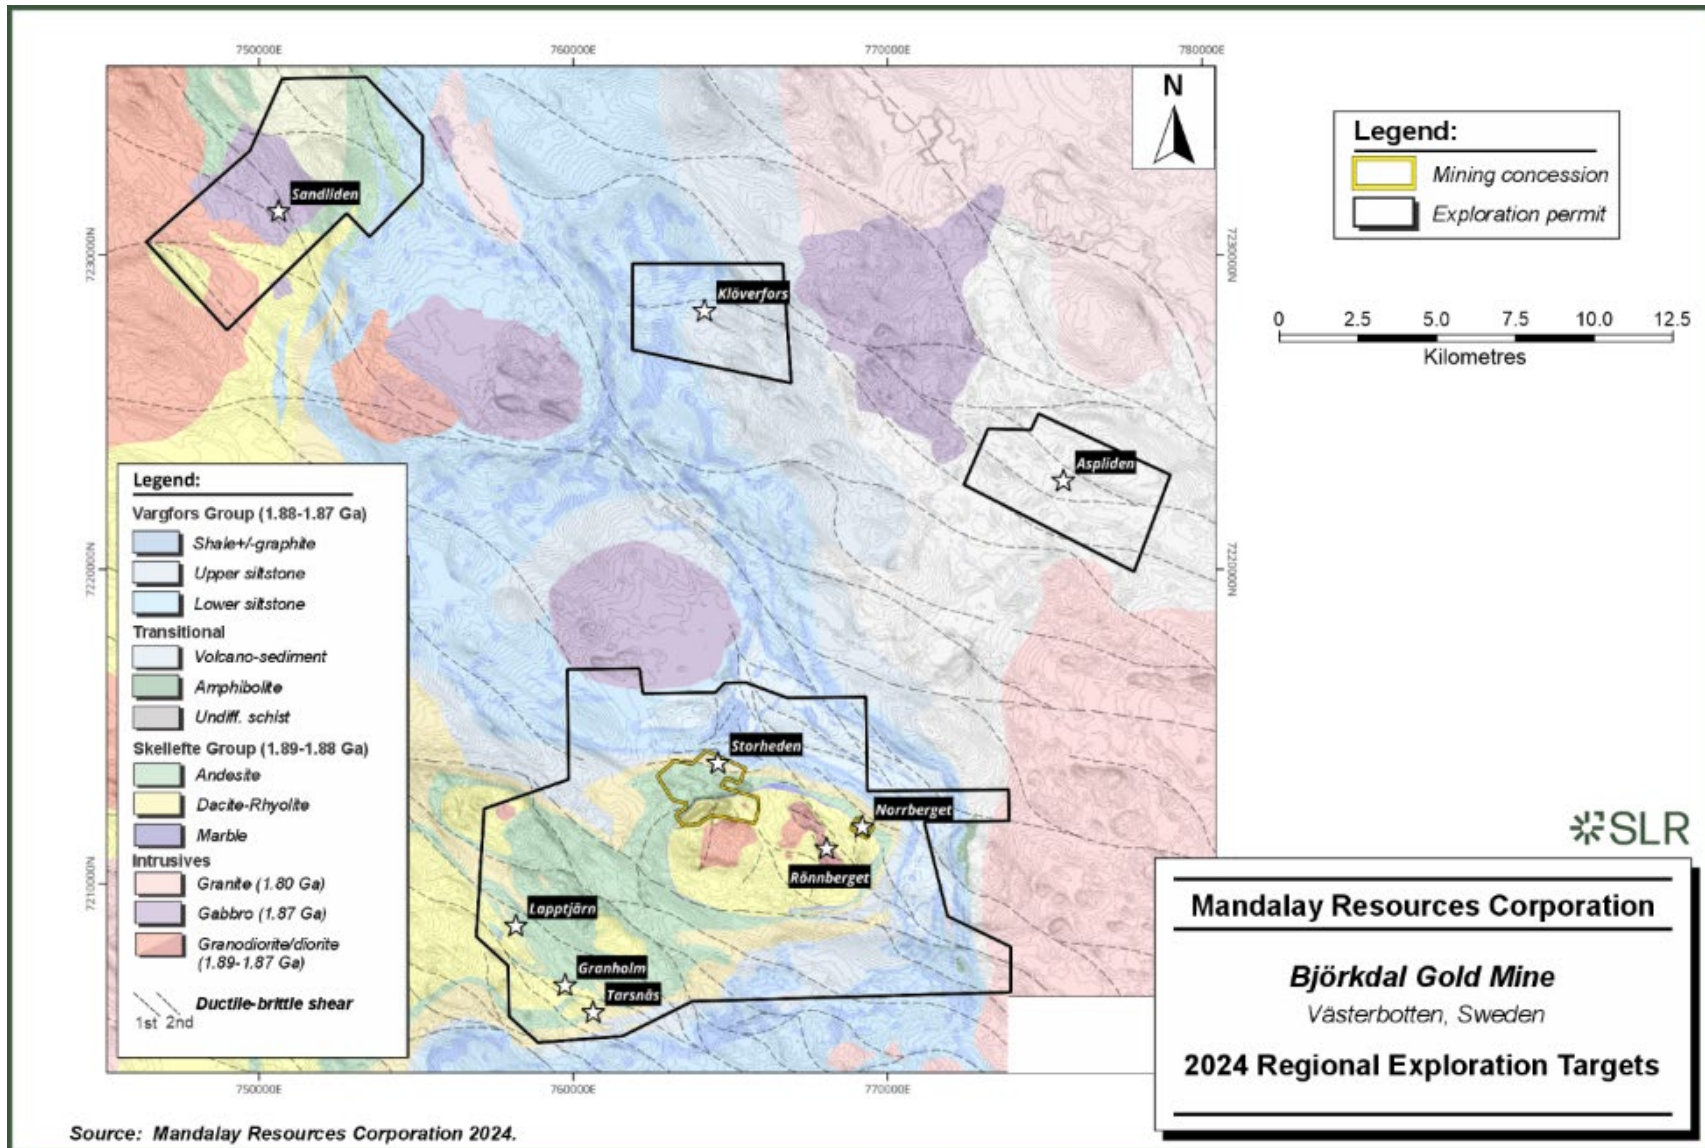 750000E
760000E
770000E
780000E
N
7230000N
7230000N
7220000N
7220000N
7210000N
Sandliden
Klöverfors
Aspliden
Storheden
Norrberget
Rönnberget
Lapptjärn
Granholm
Tarsnäs
Legend:
Vargfors Group (1.88-1.87 Ga)
Shale+/-graphite
Upper siltstone
Lower siltstone
Transitional
Volcano-sediment
Amphibolite
Undiff. schist
Skellefte Group (1.89-1.88 Ga)
Andesite
Dacite-Rhyolite
Marble
Intrusives
Granite (1.80 Ga)
Gabbro (1.87 Ga)
Granodiorite/diorite
(1.89-1.87 Ga)
Ductile-brittle shear
1st 2nd
750000E
760000E
770000E
Legend:
Mining concession
Exploration permit
0 2.5 5.0 7.5 10.0 12.5
Kilometres
SLR
Mandalay Resources Corporation
Björkdal Gold Mine
Västerbotten, Sweden
2024 Regional Exploration Targets
Source: Mandalay Resources Corporation 2024.